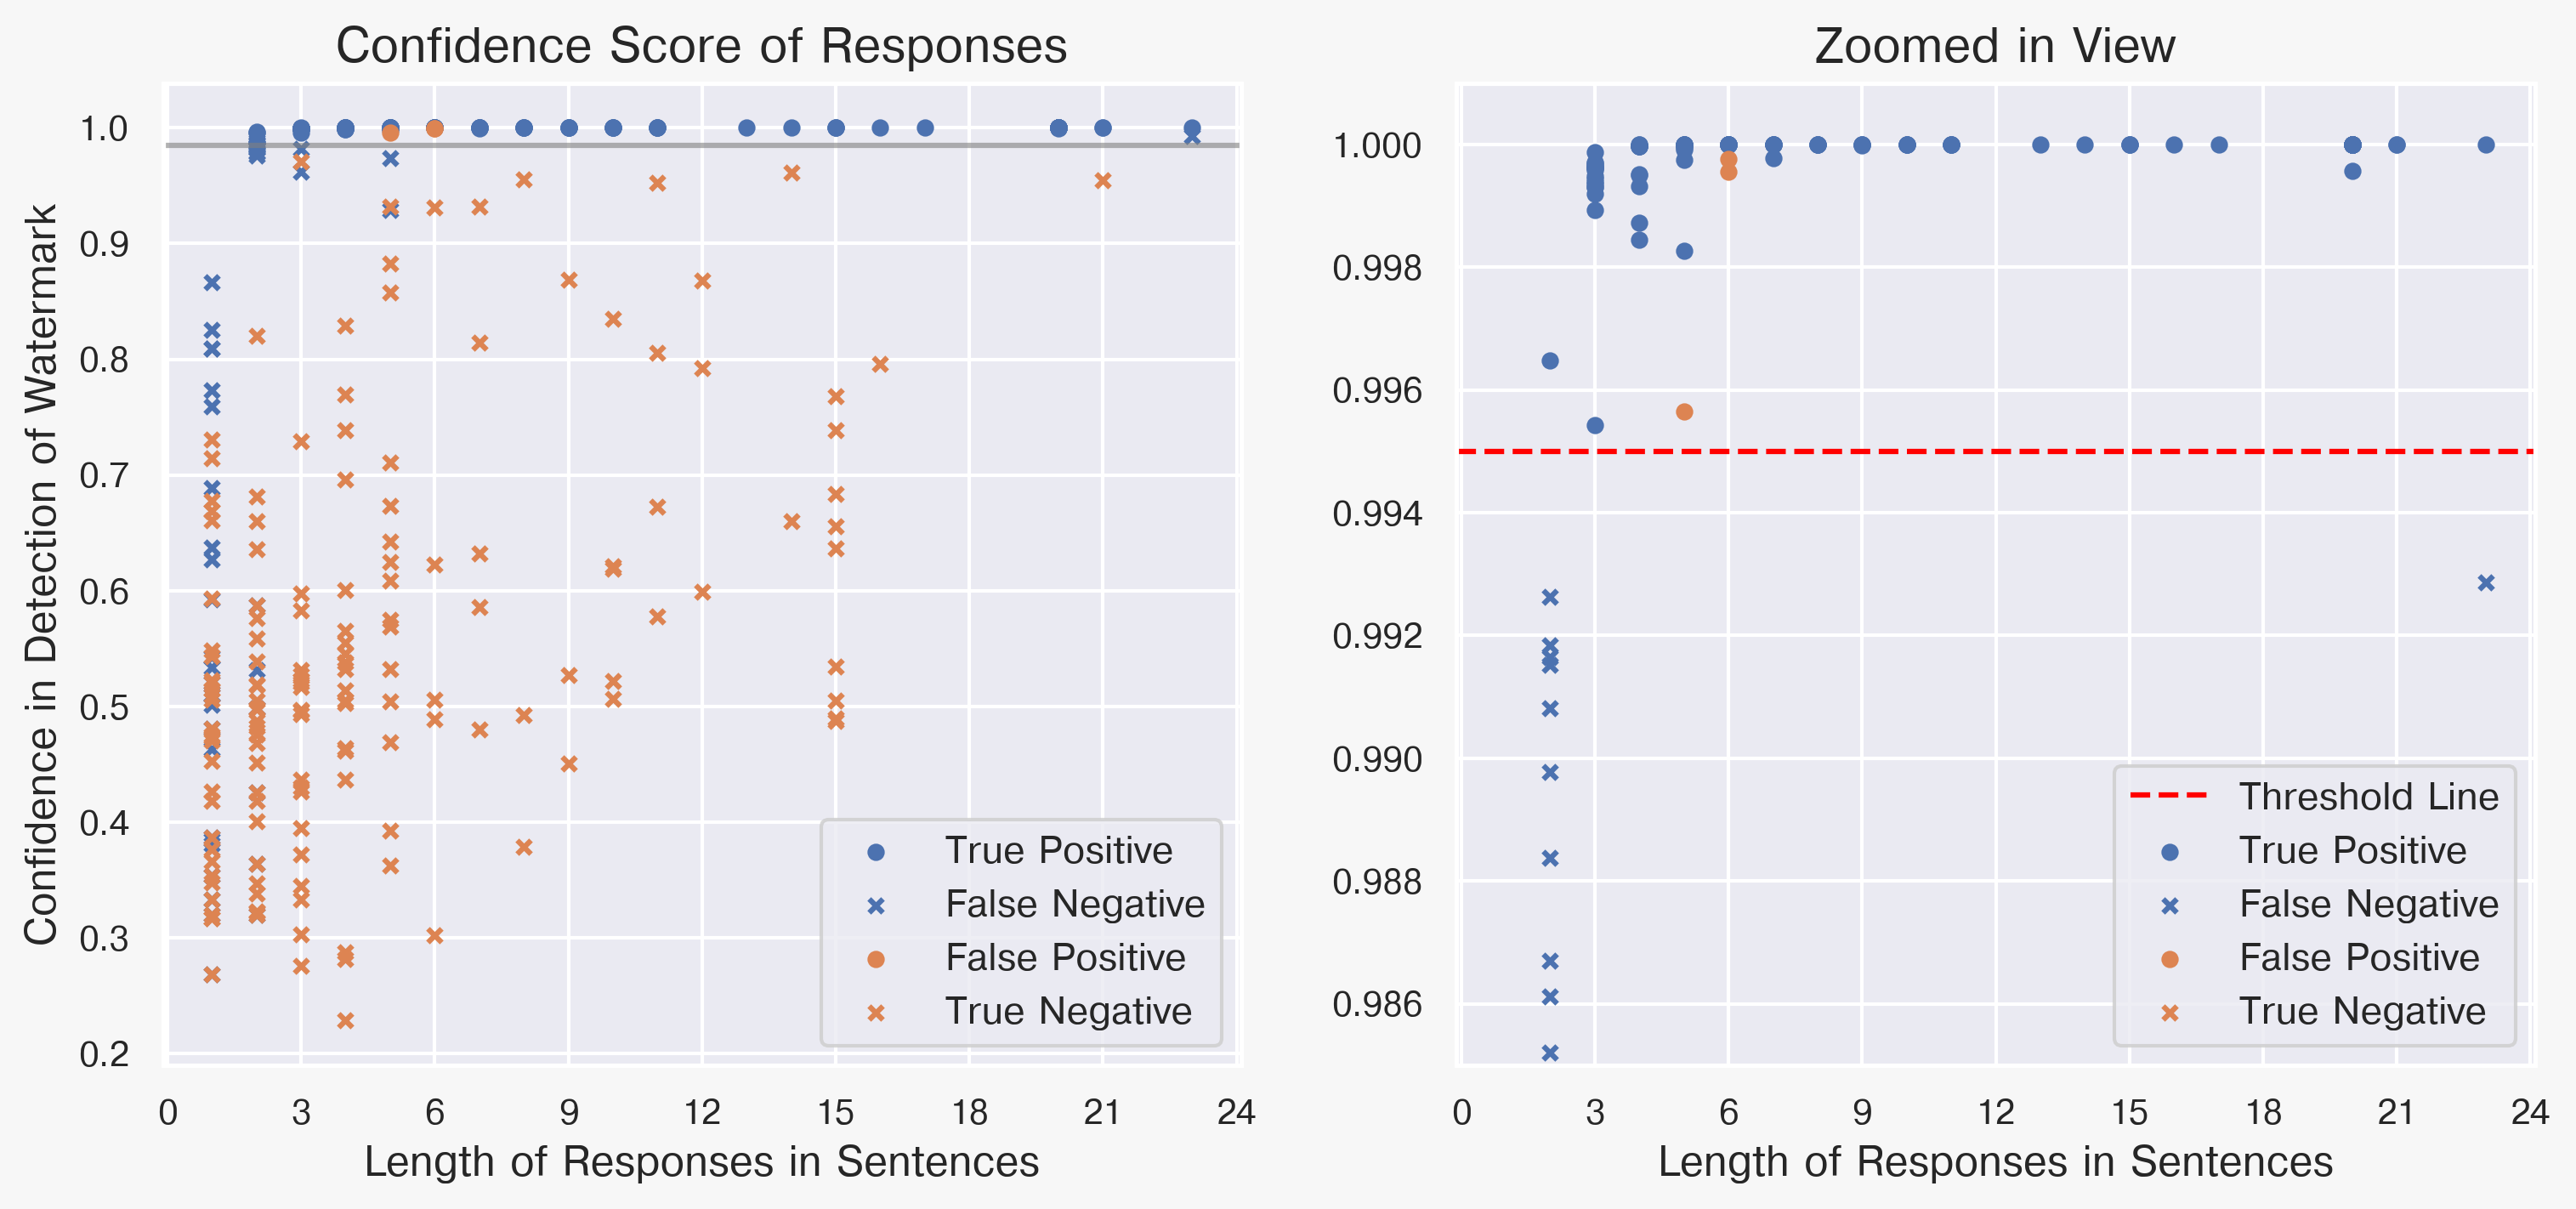 Confidence Score of Responses
Confidence in Detection of Watermark
1.0
0.9
0.8
0.7
0.6
0.5
0.4
0.3
0.2
True Positive
False Negative
False Positive
True Negative
0 3 6 9 12 15 18 21 24
Length of Responses in Sentences
Zoomed in View
1.000
0.998
0.996
0.994
0.992
0.990
0.988
0.986
Threshold Line
True Positive
False Negative
False Positive
True Negative
0 3 6 9 12 15 18 21 24
Length of Responses in Sentences